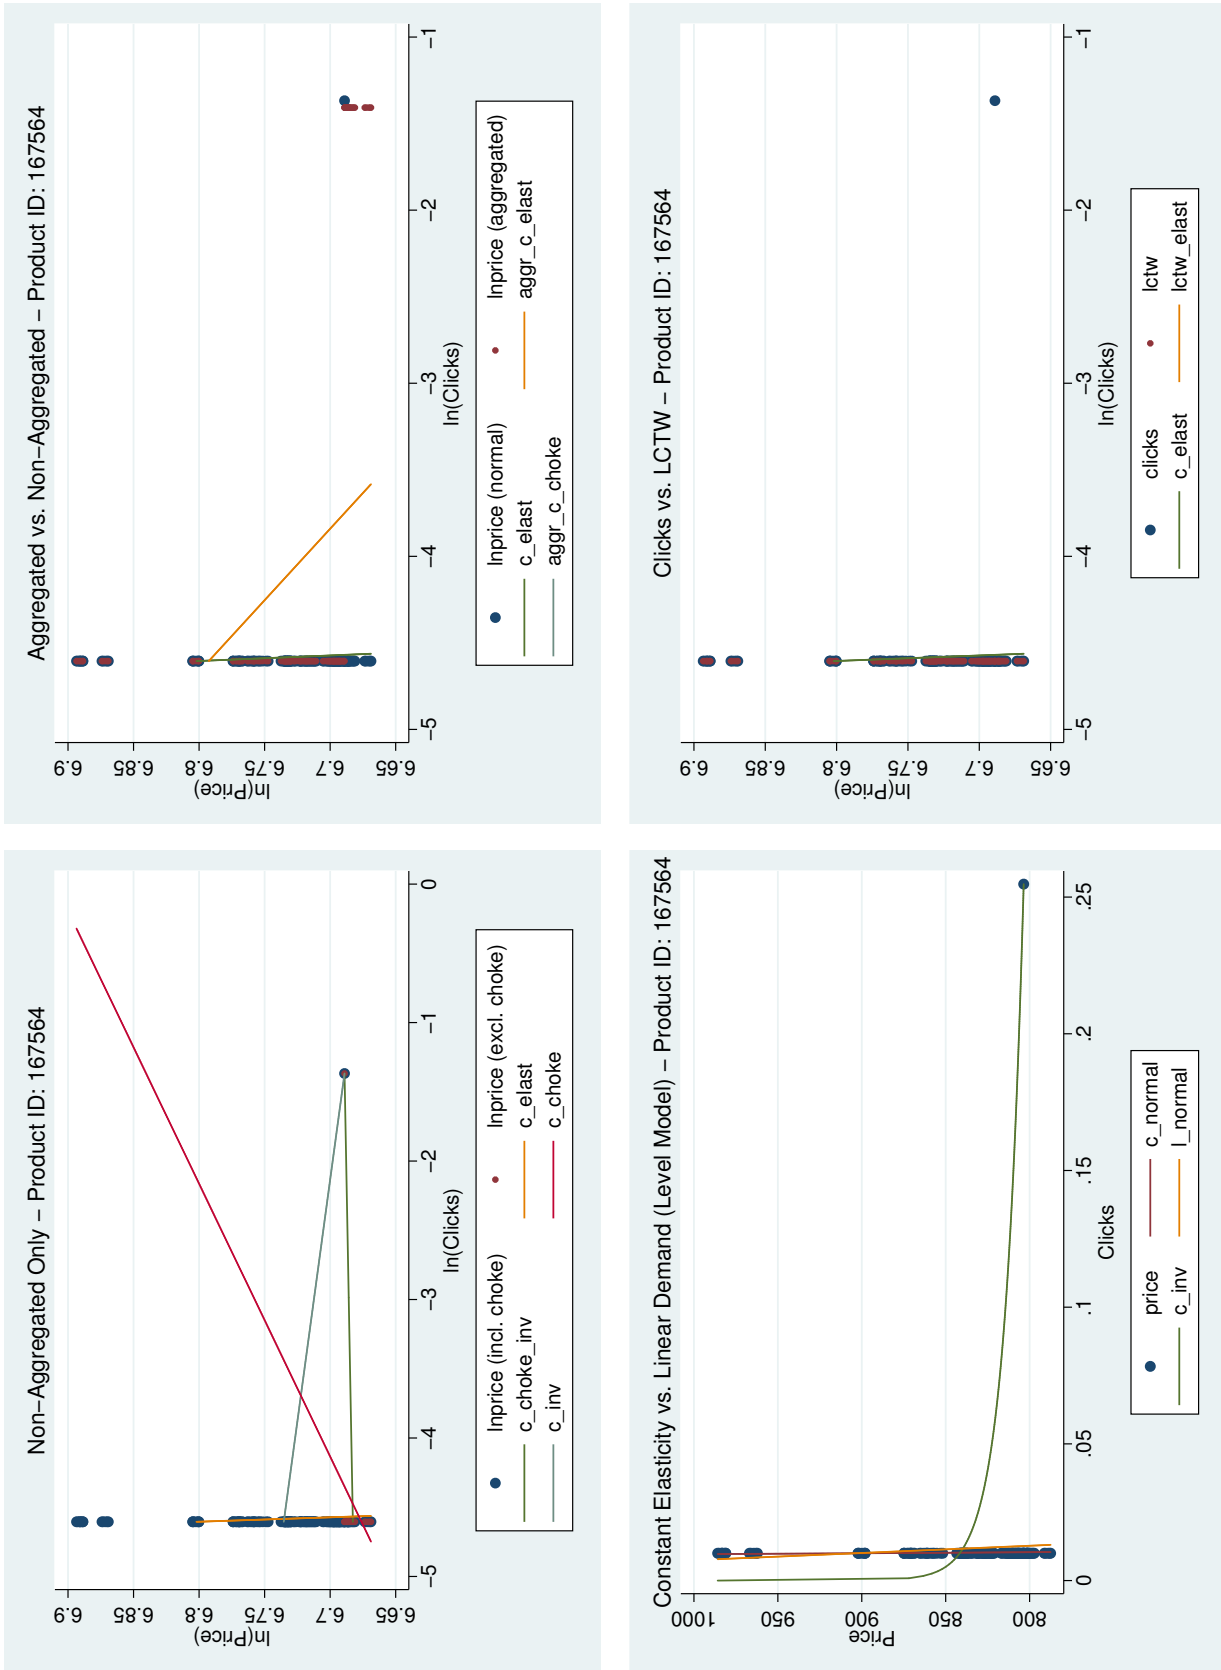 Non−Aggregated Only − Product ID: 167564
ln(Price)
6.9
6.85
6.8
6.75
6.7
6.65
−5
−4
−3
−2
−1
0
ln(Clicks)
lnprice (incl. choke)
lnprice (excl. choke)
c_choke_inv
c_elast
c_inv
c_choke
Aggregated vs. Non−Aggregated − Product ID: 167564
ln(Price)
6.9
6.85
6.8
6.75
6.7
6.65
−5
−4
−3
−2
−1
ln(Clicks)
lnprice (normal)
lnprice (aggregated)
c_elast
aggr_c_elast
aggr_c_choke
Constant Elasticity vs. Linear Demand (Level Model) − Product ID: 167564
Price
1000
950
900
850
800
0
.05
.1
.15
.2
.25
Clicks
price
c_normal
c_inv
l_normal
Clicks vs. LCTW − Product ID: 167564
ln(Price)
6.9
6.85
6.8
6.75
6.7
6.65
−5
−4
−3
−2
−1
ln(Clicks)
clicks
lctw
c_elast
lctw_elast